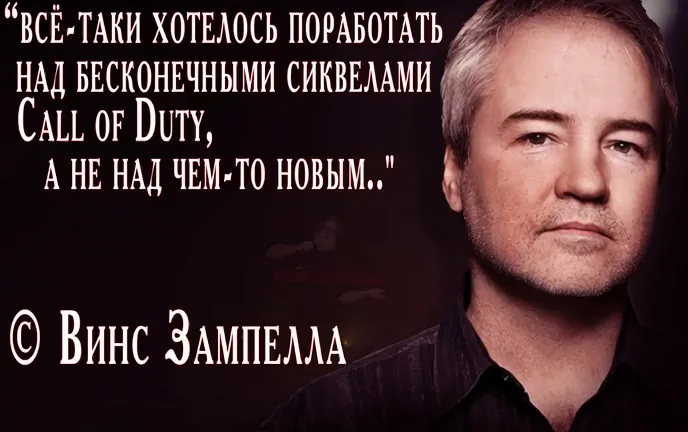 “всё-таки хотелось поработать
над бесконечными сиквелами
Call of Duty,
а не над чем-то новым.."
© Винс Зампелла